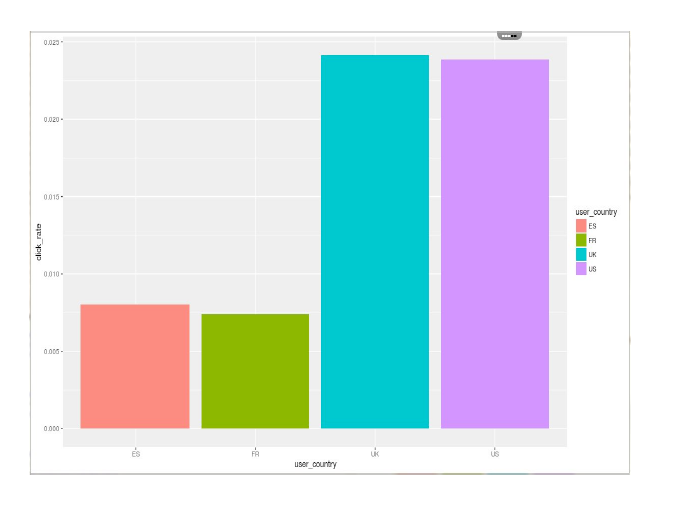 0.025
0.020
0.015
0.010
0.005
0.000
click_rate
ES
FR
UK
US
user_country
user_country
ES
FR
UK
US